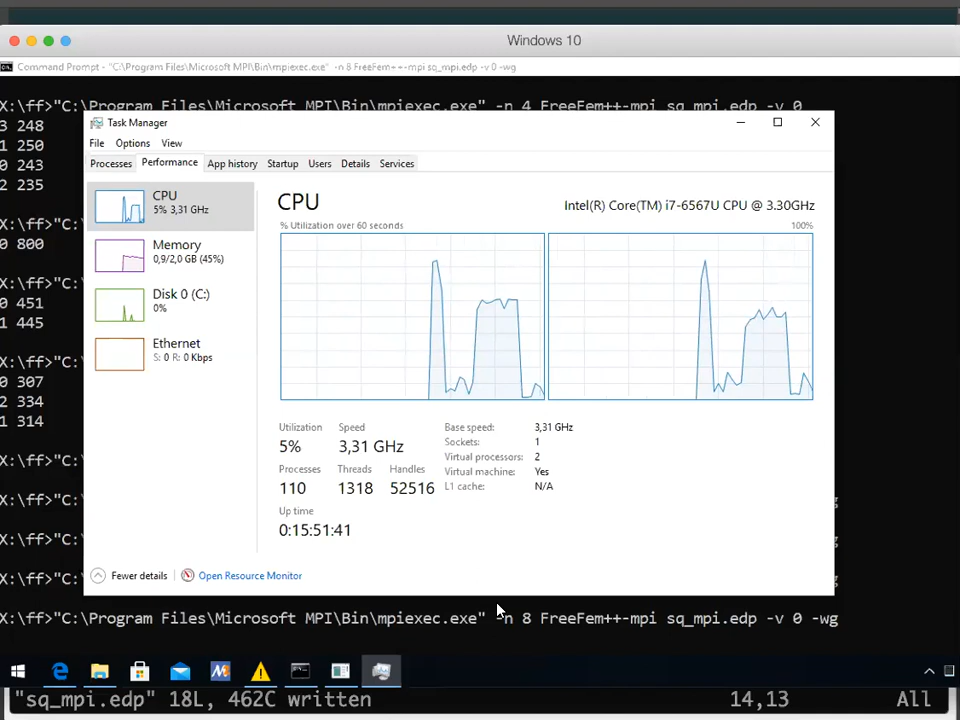 Windows 10
Command Prompt - "C:\Program Files\Microsoft MPI\Bin\mpiexec.exe" -n 8 FreeFem++-mpi sq_mpi.edp -v 0 -wg
X:\ff>"C:\Program Files\Microsoft MPI\Bin\mpiexec.exe" -n 4 FreeFem++-mpi sq_mpi.edp -v 0
3 248
1 250
0 243
2 235
X:\ff>"C:\
0 800
X:\ff>"C:\
0 451
1 445
X:\ff>"C:\
0 307
2 334
1 314
X:\ff>"C:\
X:\ff>"C:\
X:\ff>"C:\
X:\ff>"C:\Program Files\Microsoft MPI\Bin\mpiexec.exe" -n 8 FreeFem++-mpi sq_mpi.edp -v 0 -wg
Task Manager
File Options View
Processes Performance App history Startup Users Details Services
CPU
5% 3,31 GHz
Memory
0,9/2,0 GB (45%)
Disk 0 (C:)
0%
Ethernet
S: 0 R: 0 Kbps
CPU
Intel(R) Core(TM) i7-6567U CPU @ 3.30GHz
% Utilization over 60 seconds 100%
Utilization Speed
5% 3,31 GHz
Processes Threads Handles
110 1318 52516
Up time
0:15:51:41
Base speed: 3,31 GHz
Sockets: 1
Virtual processors: 2
Virtual machine: Yes
L1 cache: N/A
Fewer details Open Resource Monitor
"sq_mpi.edp" 18L, 462C written 14,13 All